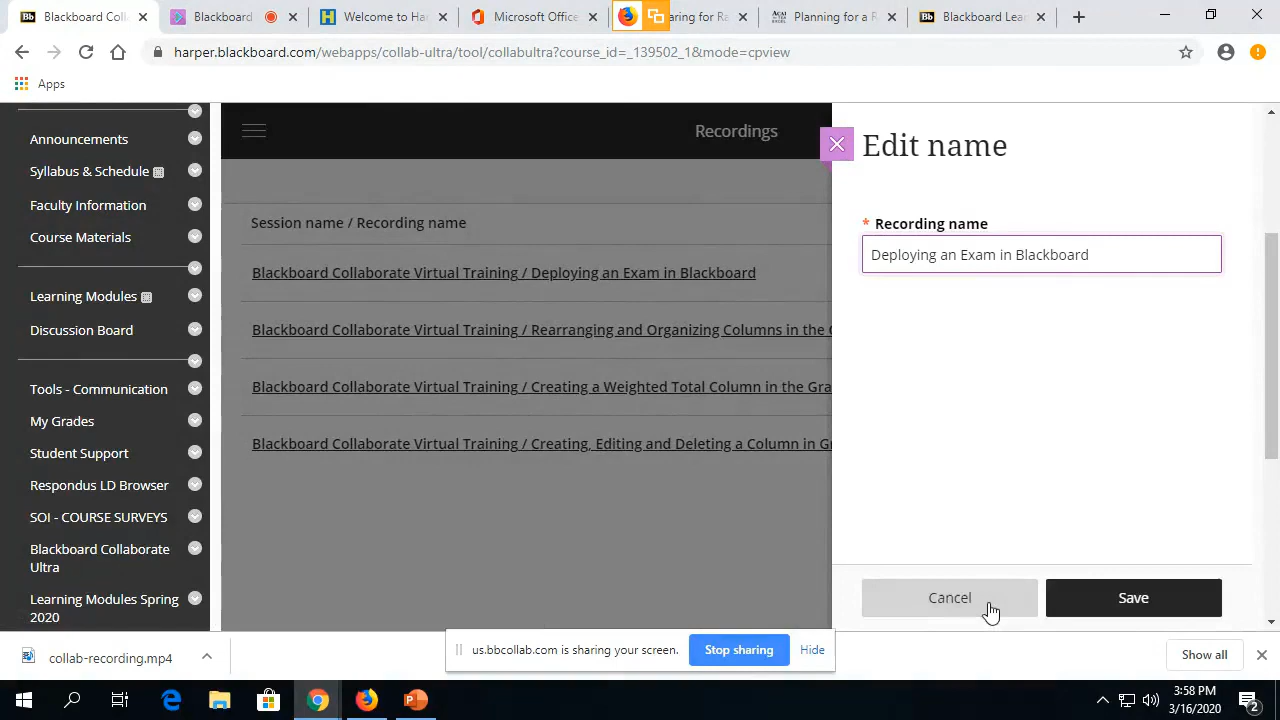 Blackboard Coll
Blackboard
Welcome to Ha
Microsoft Office
aring for Ra
Planning for a
Blackboard Lea
harper.blackboard.com/webapps/collab-ultra/tool/collabultra?course_id=_139502_1&mode=cpview
Apps
Announcements
Syllabus & Schedule
Faculty Information
Course Materials
Learning Modules
Discussion Board
Tools - Communication
My Grades
Student Support
Respondus LD Browser
SOI - COURSE SURVEYS
Blackboard Collaborate
Ultra
Learning Modules Spring
2020
Recordings
Session name / Recording name
Blackboard Collaborate Virtual Training / Deploying an Exam in Blackboard
Blackboard Collaborate Virtual Training / Rearranging and Organizing Columns in the
Blackboard Collaborate Virtual Training / Creating a Weighted Total Column in the Gra
Blackboard Collaborate Virtual Training / Creating, Editing and Deleting a Column in Gr
Edit name
* Recording name
Deploying an Exam in Blackboard
Cancel
Save
us.bbcollab.com is sharing your screen.
Stop sharing
Hide
collab-recording.mp4
Show all
3:58 PM
3/16/2020
2